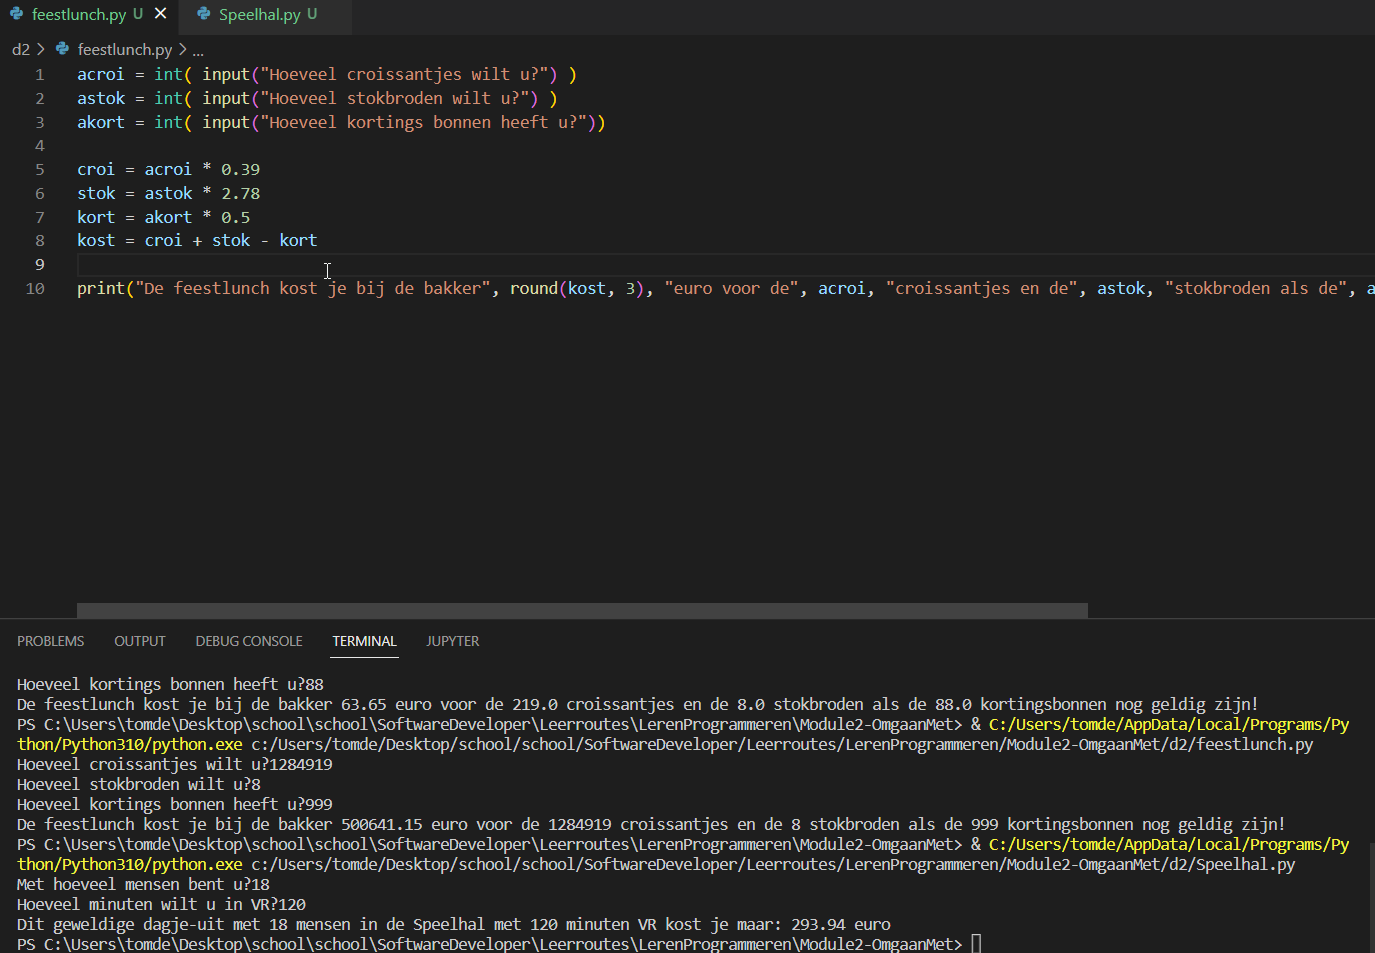 feestlunch.py U × Speelhal.py U
d2 > feestlunch.py > ...
1 acroi = int( input("Hoeveel croissantjes wilt u?") )
2 astok = int( input("Hoeveel stokbroden wilt u?") )
3 akort = int( input("Hoeveel kortings bonnen heeft u?"))
4
5 croi = acroi * 0.39
6 stok = astok * 2.78
7 kort = akort * 0.5
8 kost = croi + stok - kort
9
10 print("De feestlunch kost je bij de bakker", round(kost, 3), "euro voor de", acroi, "croissantjes en de", astok, "stokbroden als de", a
PROBLEMS OUTPUT DEBUG CONSOLE TERMINAL JUPYTER
Hoeveel kortings bonnen heeft u?88
De feestlunch kost je bij de bakker 63.65 euro voor de 219.0 croissantjes en de 8.0 stokbroden als de 88.0 kortingsbonnen nog geldig zijn!
PS C:\Users\tomde\Desktop\school\school\SoftwareDeveloper\Leerroutes\LerenProgrammeren\Module2-OmgaanMet> & C:/Users/tomde/AppData/Local/Programs/Py
thon/Python310/python.exe c:/Users/tomde/Desktop/school/school/SoftwareDeveloper/Leerroutes/LerenProgrammeren/Module2-OmgaanMet/d2/feestlunch.py
Hoeveel croissantjes wilt u?1284919
Hoeveel stokbroden wilt u?8
Hoeveel kortings bonnen heeft u?999
De feestlunch kost je bij de bakker 500641.15 euro voor de 1284919 croissantjes en de 8 stokbroden als de 999 kortingsbonnen nog geldig zijn!
PS C:\Users\tomde\Desktop\school\school\SoftwareDeveloper\Leerroutes\LerenProgrammeren\Module2-OmgaanMet> & C:/Users/tomde/AppData/Local/Programs/Py
thon/Python310/python.exe c:/Users/tomde/Desktop/school/school/SoftwareDeveloper/Leerroutes/LerenProgrammeren/Module2-OmgaanMet/d2/Speelhal.py
Met hoeveel mensen bent u?18
Hoeveel minuten wilt u in VR?120
Dit geweldige dagje-uit met 18 mensen in de Speelhal met 120 minuten VR kost je maar: 293.94 euro
PS C:\Users\tomde\Desktop\school\school\SoftwareDeveloper\Leerroutes\LerenProgrammeren\Module2-OmgaanMet>